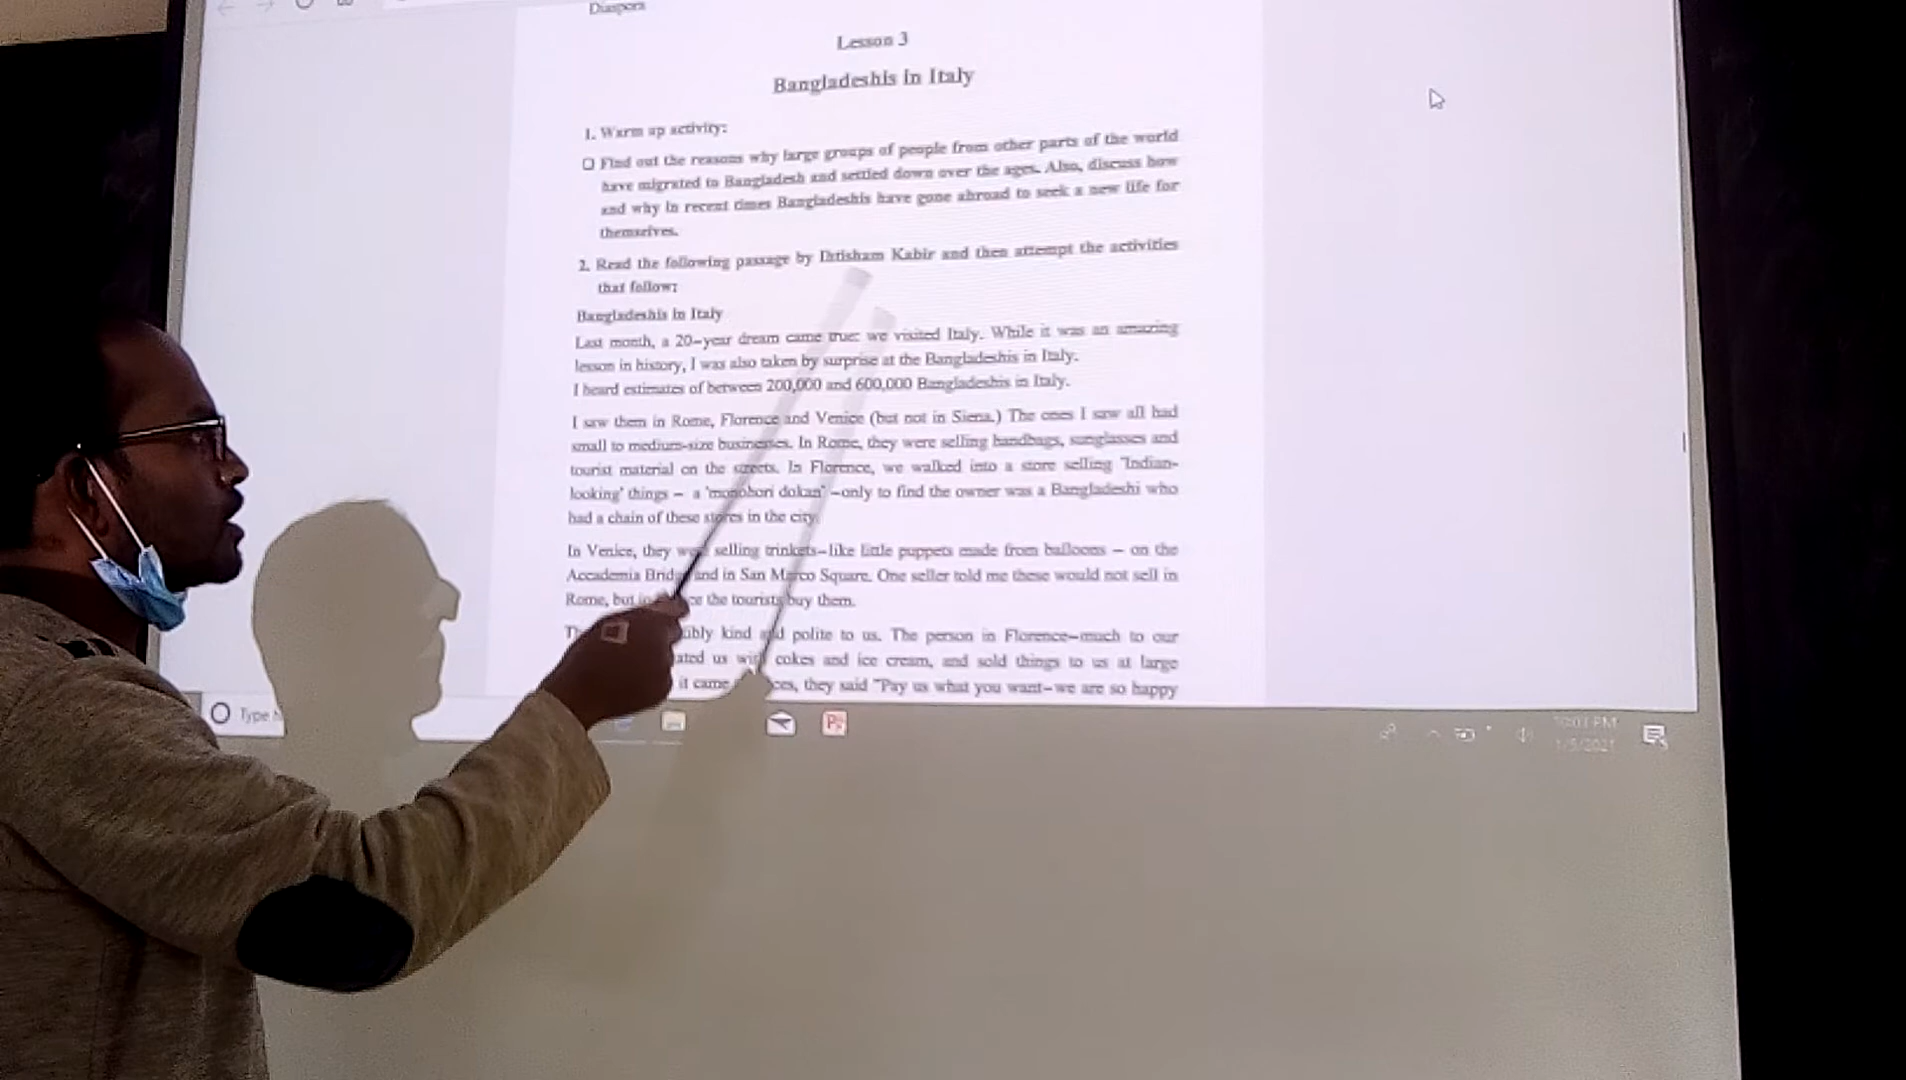 Diaspora
Lesson 3
Bangladeshis in Italy
1. Warm up activity:
Find out the reasons why large groups of people from other parts of the world
have migrated to Bangladesh and settled down over the ages. Also, discuss how
and why in recent times Bangladeshis have gone abroad to seek a new life for
themselves.
2. Read the following passage by Ihtisham Kabir and then attempt the activities
that follow:
Bangladeshis in Italy
Last month, a 20-year dream came true: we visited Italy. While it was an amazing
lesson in history, I was also taken by surprise at the Bangladeshis in Italy.
I heard estimates of between 200,000 and 600,000 Bangladeshis in Italy.
I saw them in Rome, Florence and Venice (but not in Siena.) The ones I saw all had
small to medium-size businesses. In Rome, they were selling handbags, sunglasses and
tourist material on the streets. In Florence, we walked into a store selling 'Indian-
looking' things – a 'monohori dokan' –only to find the owner was a Bangladeshi who
had a chain of these stores in the city.
In Venice, they selling trinkets–like little puppets made from balloons – on the
Accademia and in San Marco Square. One seller told me these would not sell in
Rome, but the tourists buy them.
kind and polite to us. The person in Florence–much to our
us with cokes and ice cream, and sold things to us at large
it came they said "Pay us what you want–we are so happy
Type
10:01 PM
1/5/2021